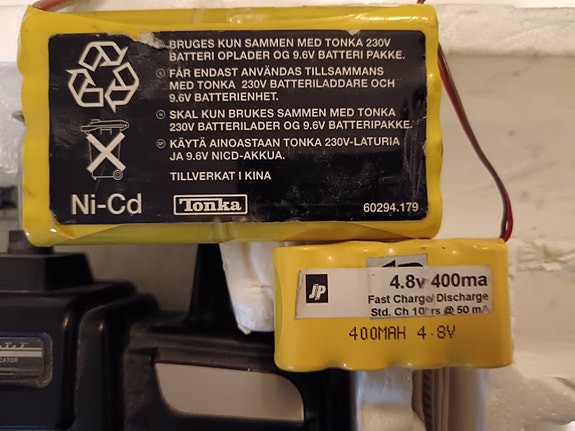 BRUGES KUN SAMMEN MED TONKA 230V
BATTERI OPLADER OG 9.6V BATTERI PAKKE.
FÅR ENDAST ANVÄNDAS TILLSAMMANS
MED TONKA 230V BATTERILADDARE OCH
9.6V BATTERIENHET.
SKAL KUN BRUKES SAMMEN MED TONKA
230V BATTERILADER OG 9.6V BATTERIPAKKE.
KÄYTÄ AINOASTAAN TONKA 230V-LATURIA
JA 9.6V NICD-AKKUA.
TILLVERKAT I KINA
Ni-Cd Tonka 60294.179
JP
4.8v 400ma
Fast Charge/ Discharge
Std. Ch 10hrs @ 50 mA
400MAH 4.8V